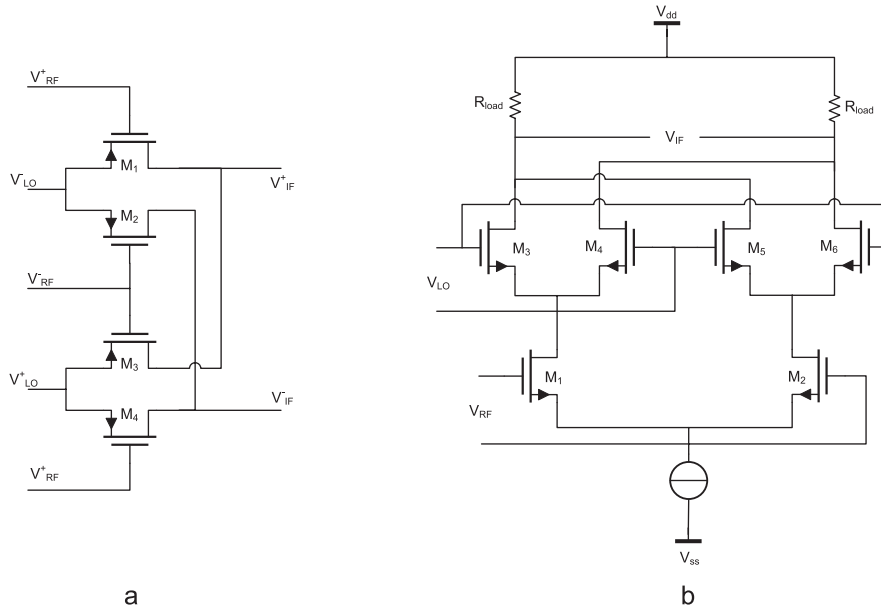 V+RF
M1
V-LO
V+IF
M2
V-RF
M3
V+LO
V-IF
M4
V+RF
a
Vdd
Rload
Rload
VIF
M3
M4
M5
M6
VLO
M1
M2
VRF
Vss
b